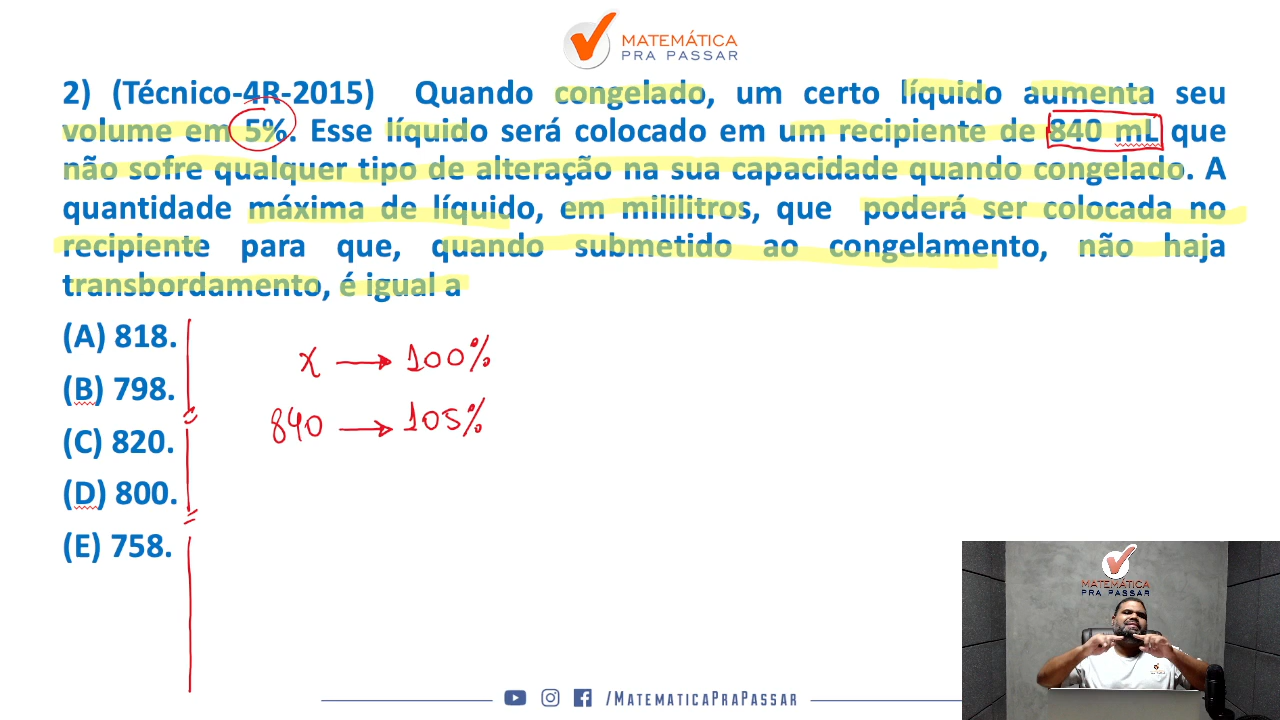 MATEMÁTICA
PRA PASSAR
2) (Técnico-4R-2015) Quando congelado, um certo líquido aumenta seu
volume em 5%. Esse líquido será colocado em um recipiente de 840 mL que
não sofre qualquer tipo de alteração na sua capacidade quando congelado. A
quantidade máxima de líquido, em mililitros, que poderá ser colocada no
recipiente para que, quando submetido ao congelamento, não haja
transbordamento, é igual a
(A) 818.
(B) 798.
(C) 820.
(D) 800.
(E) 758.
x → 100%
840 → 105%
MATEMÁTICA
PRA PASSAR
/MATEMATICAPRAPASSAR